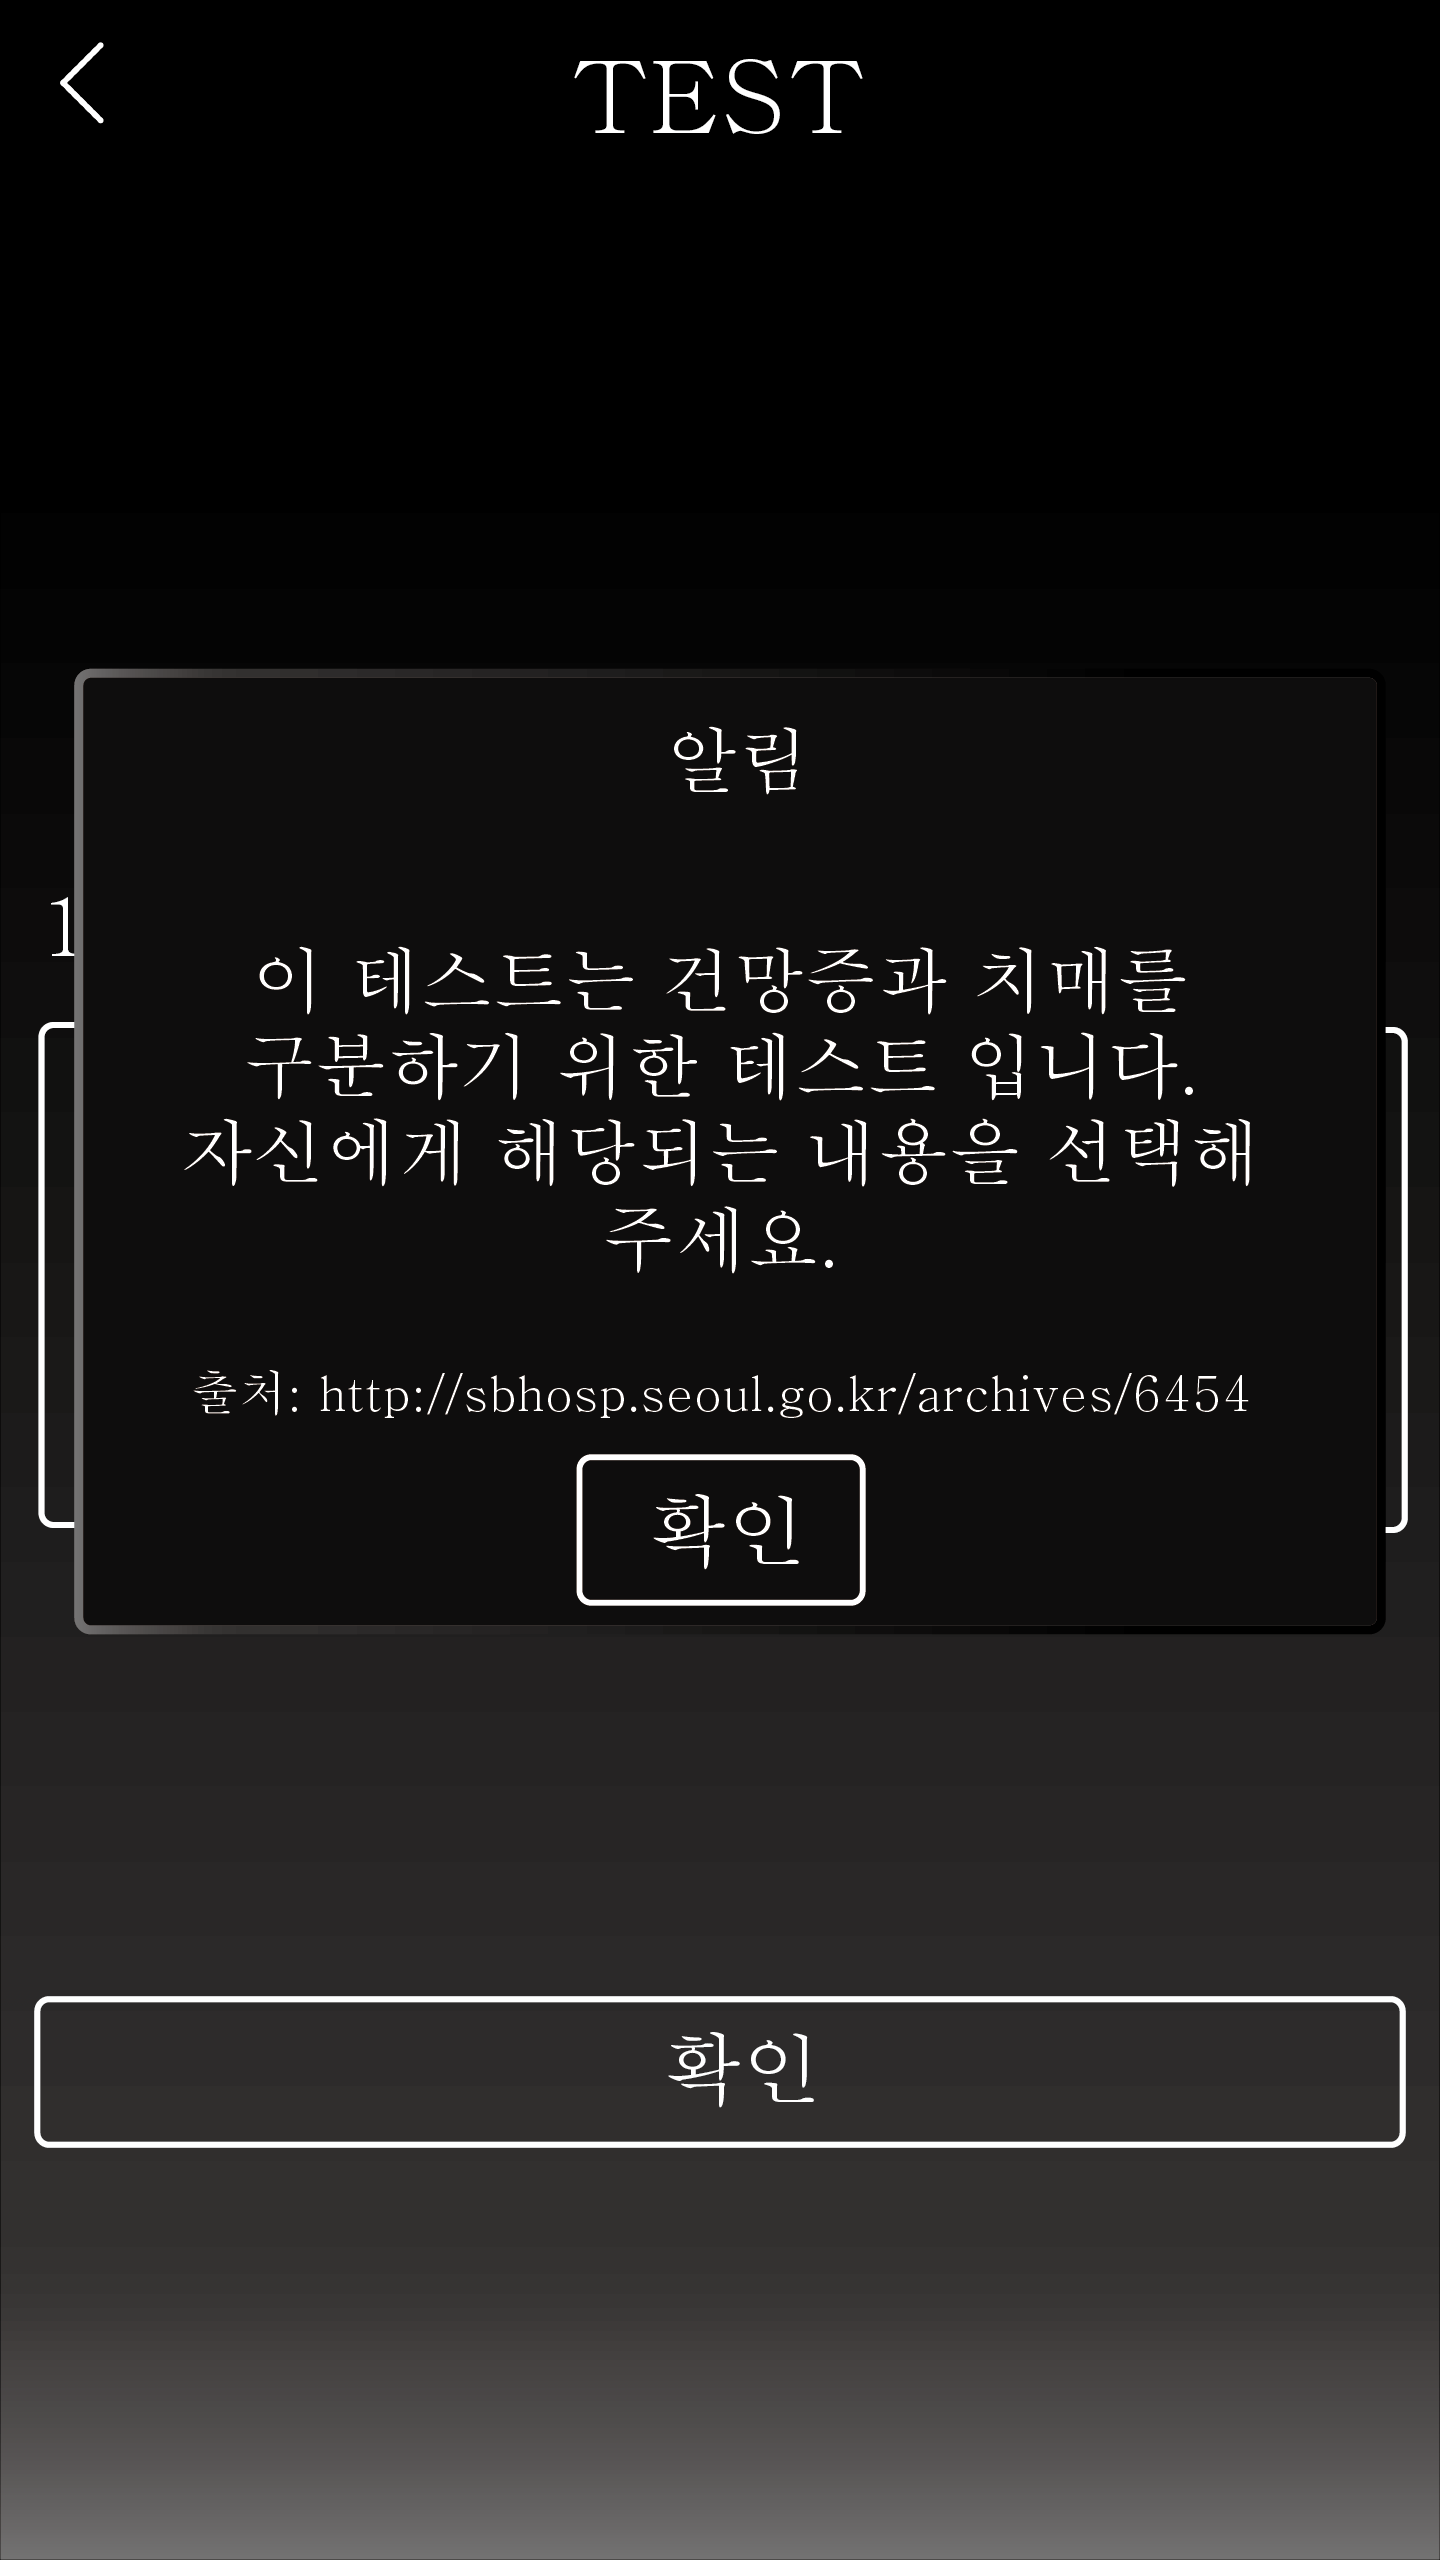 TEST
알림
1
이 테스트는 건망증과 치매를
구분하기 위한 테스트 입니다.
자신에게 해당되는 내용을 선택해
주세요.
출처: http://sbhosp.seoul.go.kr/archives/6454
확인
확인